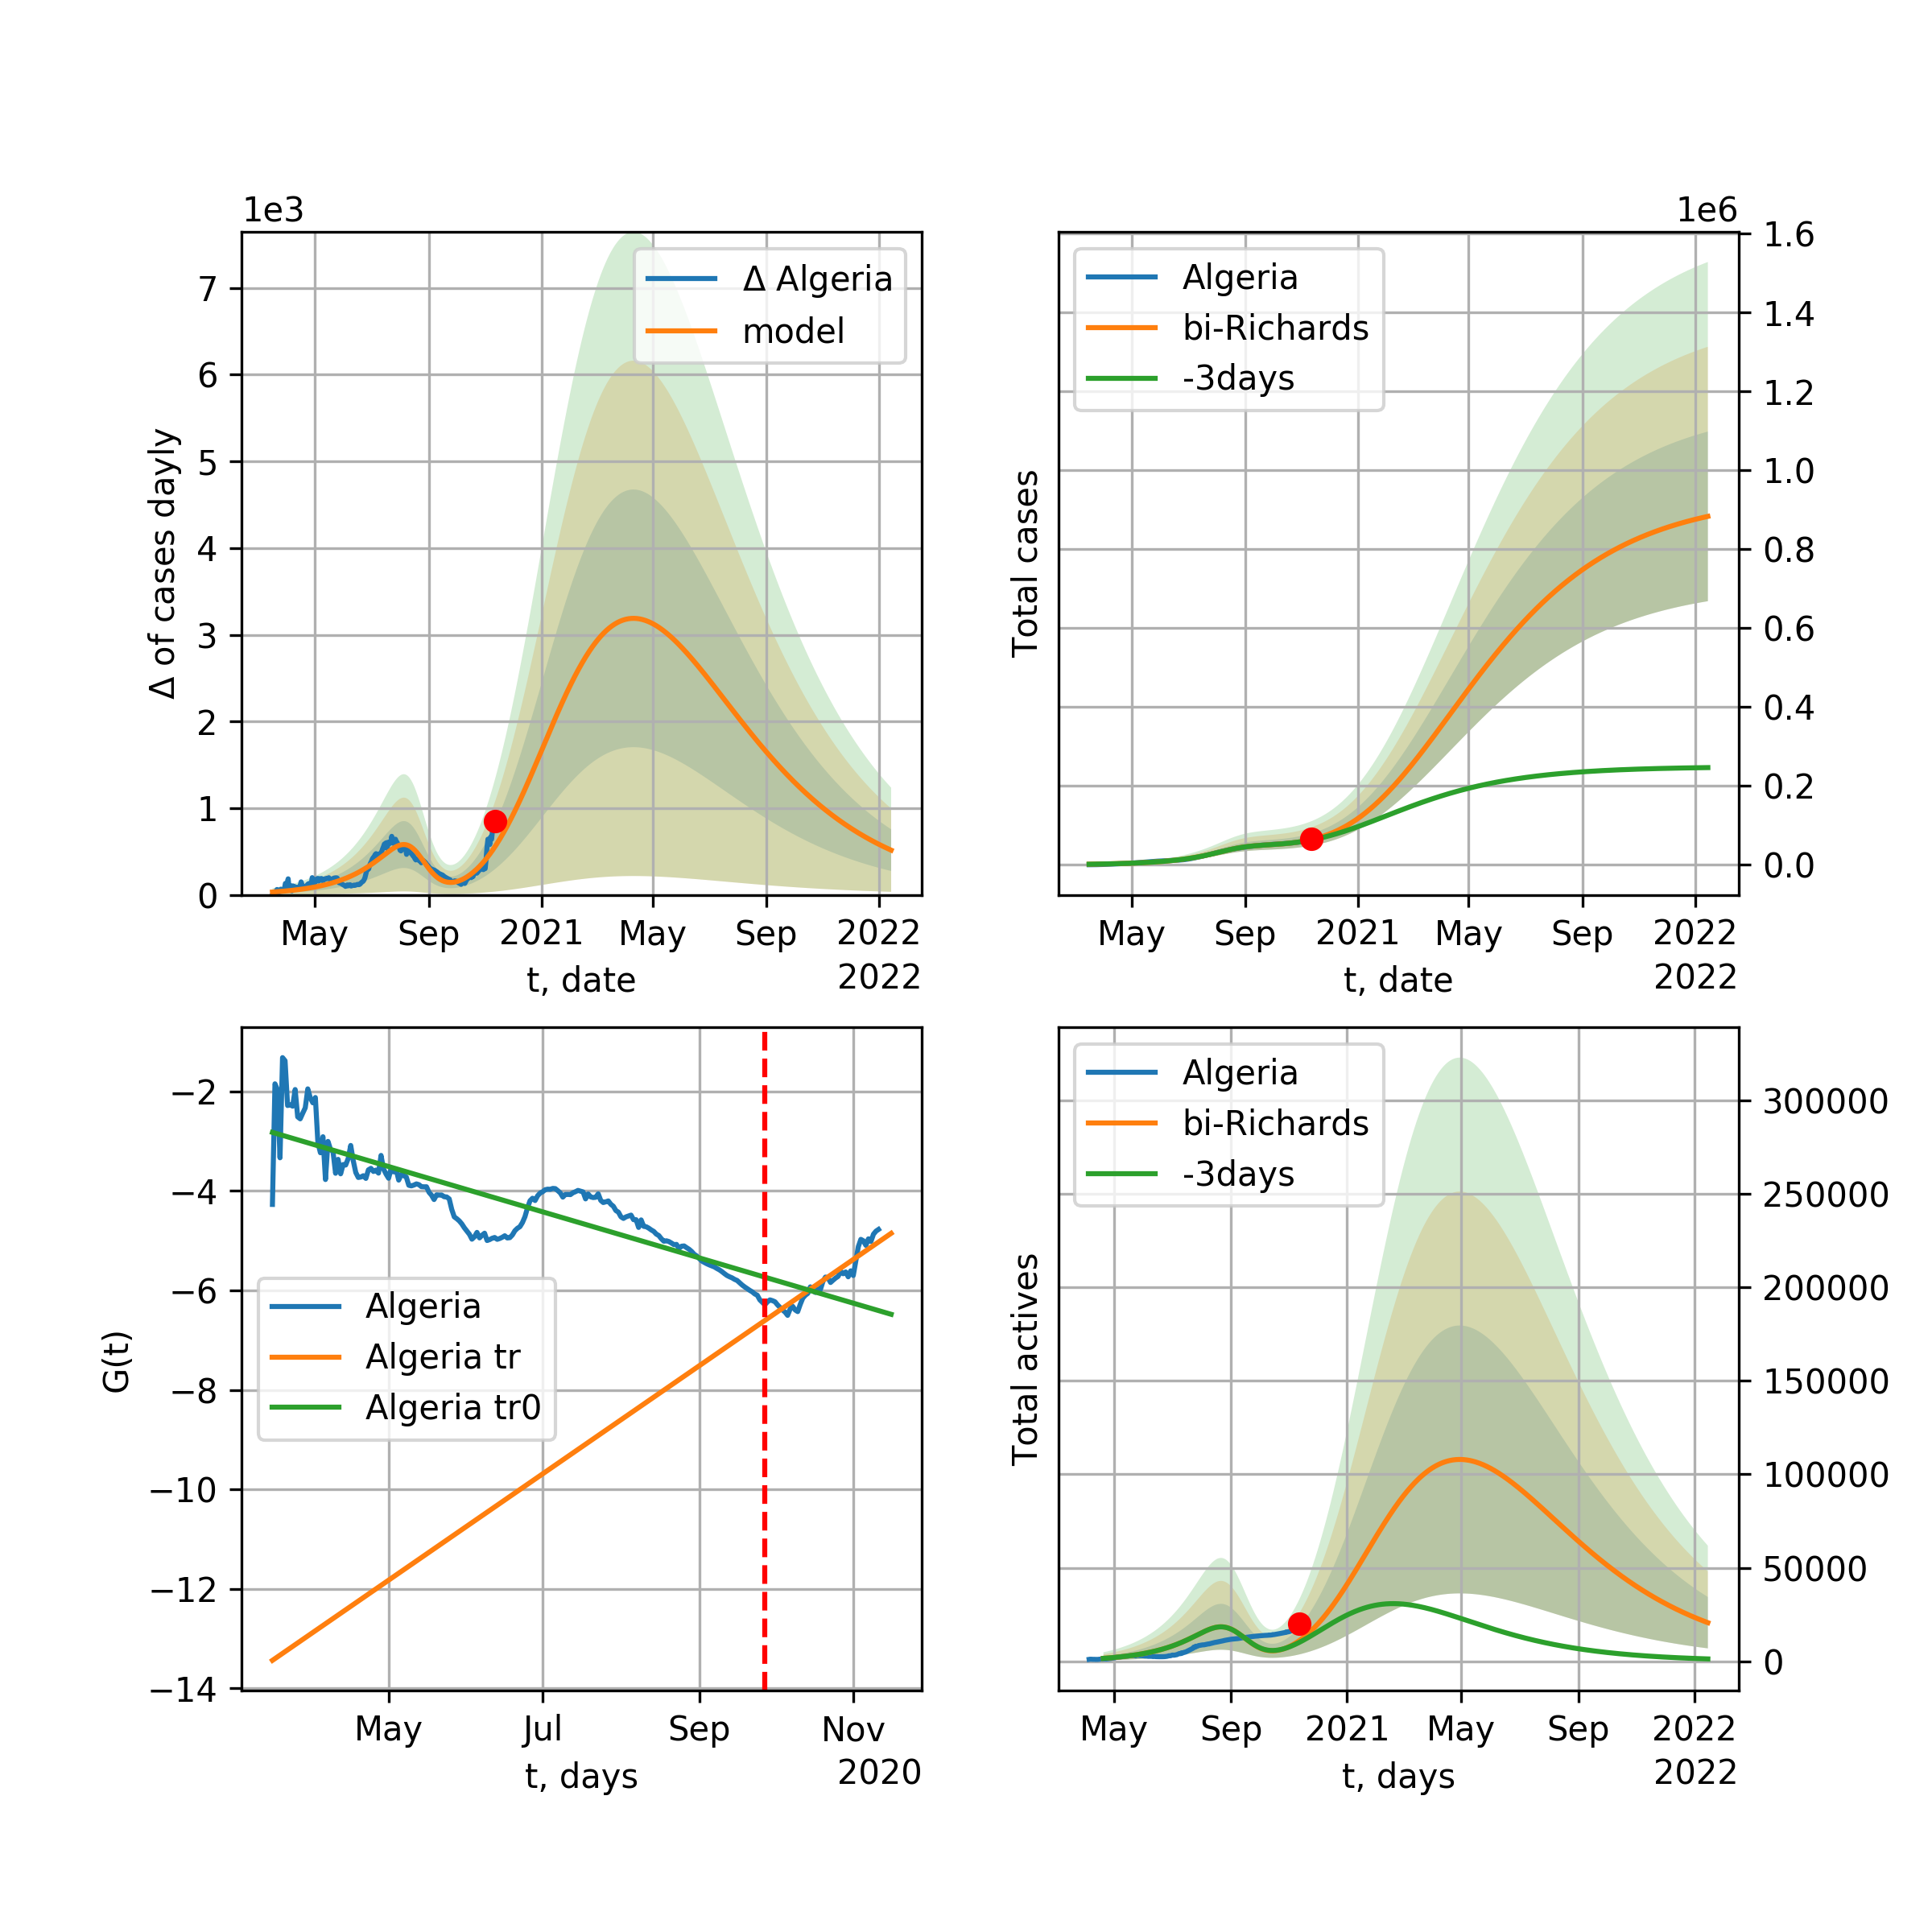 1e3
7
6
5
4
3
2
1
0
Δ of cases dayly
Δ Algeria
model
May Sep 2021 May Sep 2022
t, date 2022
1e6
1.6
1.4
1.2
1.0
0.8
0.6
0.4
0.2
0.0
Total cases
Algeria
bi-Richards
-3days
May Sep 2021 May Sep 2022
t, date 2022
−2
−4
−6
−8
−10
−12
−14
G(t)
Algeria
Algeria tr
Algeria tr0
May Jul Sep Nov
t, days 2020
300000
250000
200000
150000
100000
50000
0
Total actives
Algeria
bi-Richards
-3days
May Sep 2021 May Sep 2022
t, days 2022